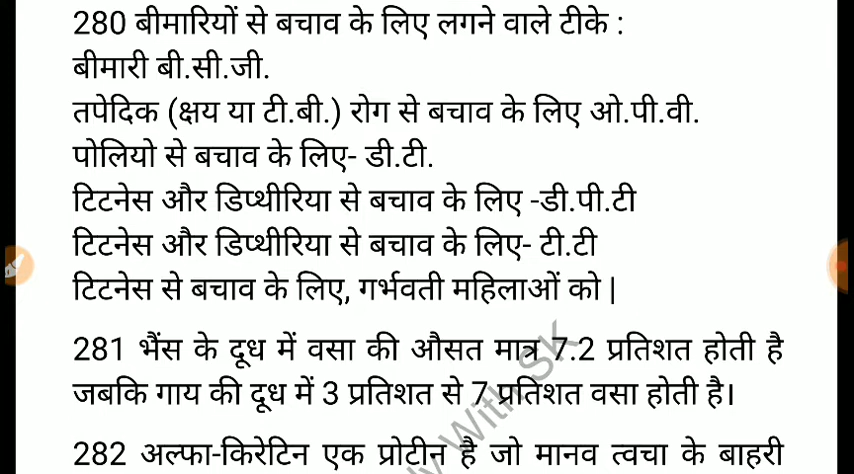 280 बीमारियों से बचाव के लिए लगने वाले टीके :
बीमारी बी.सी.जी.
तपेदिक (क्षय या टी.बी.) रोग से बचाव के लिए ओ.पी.वी.
पोलियो से बचाव के लिए- डी.टी.
टिटनेस और डिप्थीरिया से बचाव के लिए -डी.पी.टी
टिटनेस और डिप्थीरिया से बचाव के लिए- टी.टी
टिटनेस से बचाव के लिए, गर्भवती महिलाओं को |
281 भैंस के दूध में वसा की औसत मात्र 7.2 प्रतिशत होती है
जबकि गाय की दूध में 3 प्रतिशत से 7 प्रतिशत वसा होती है।
282 अल्फा-किरेटिन एक प्रोटीन है जो मानव त्वचा के बाहरी
With SK